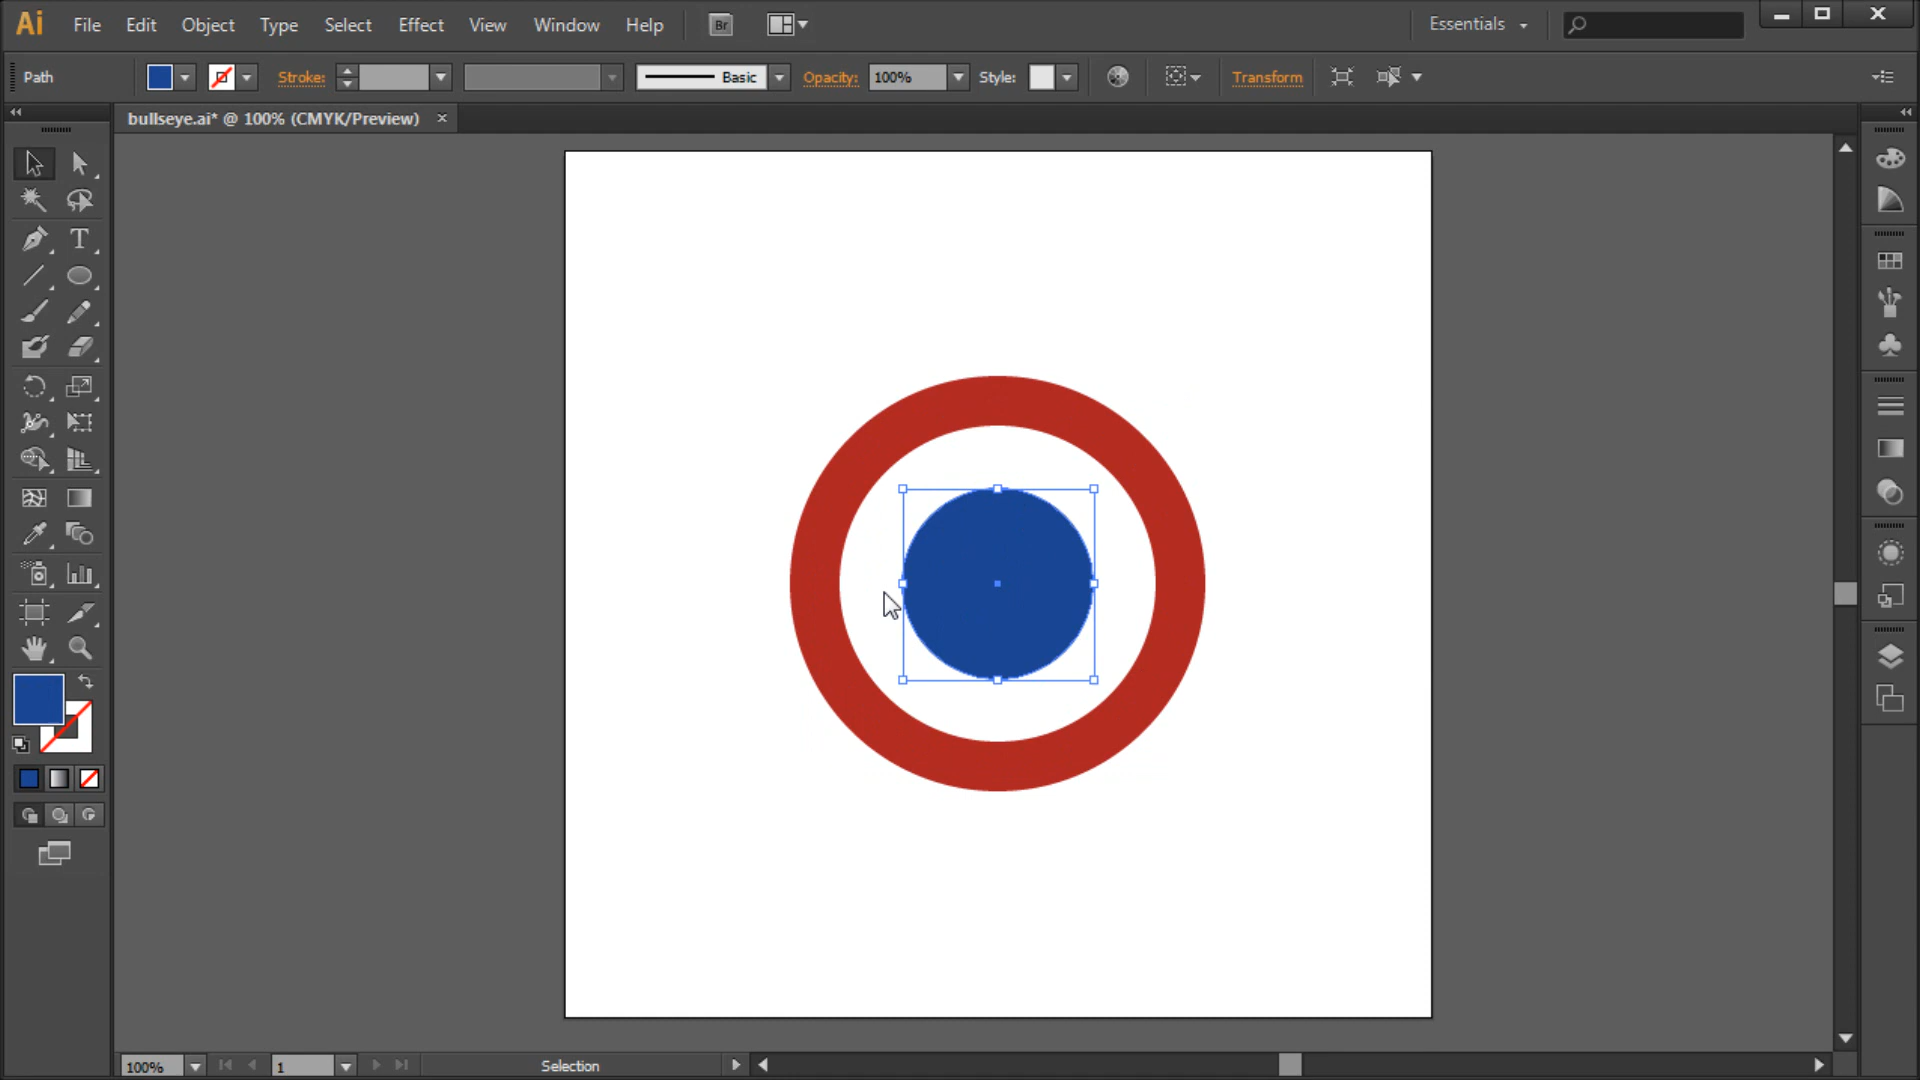 Ai File Edit Object Type Select Effect View Window Help Br Essentials
Path Stroke: Basic Opacity: 100% Style: Transform
bullseye.ai* @ 100% (CMYK/Preview) ×
T
100% 1 Selection